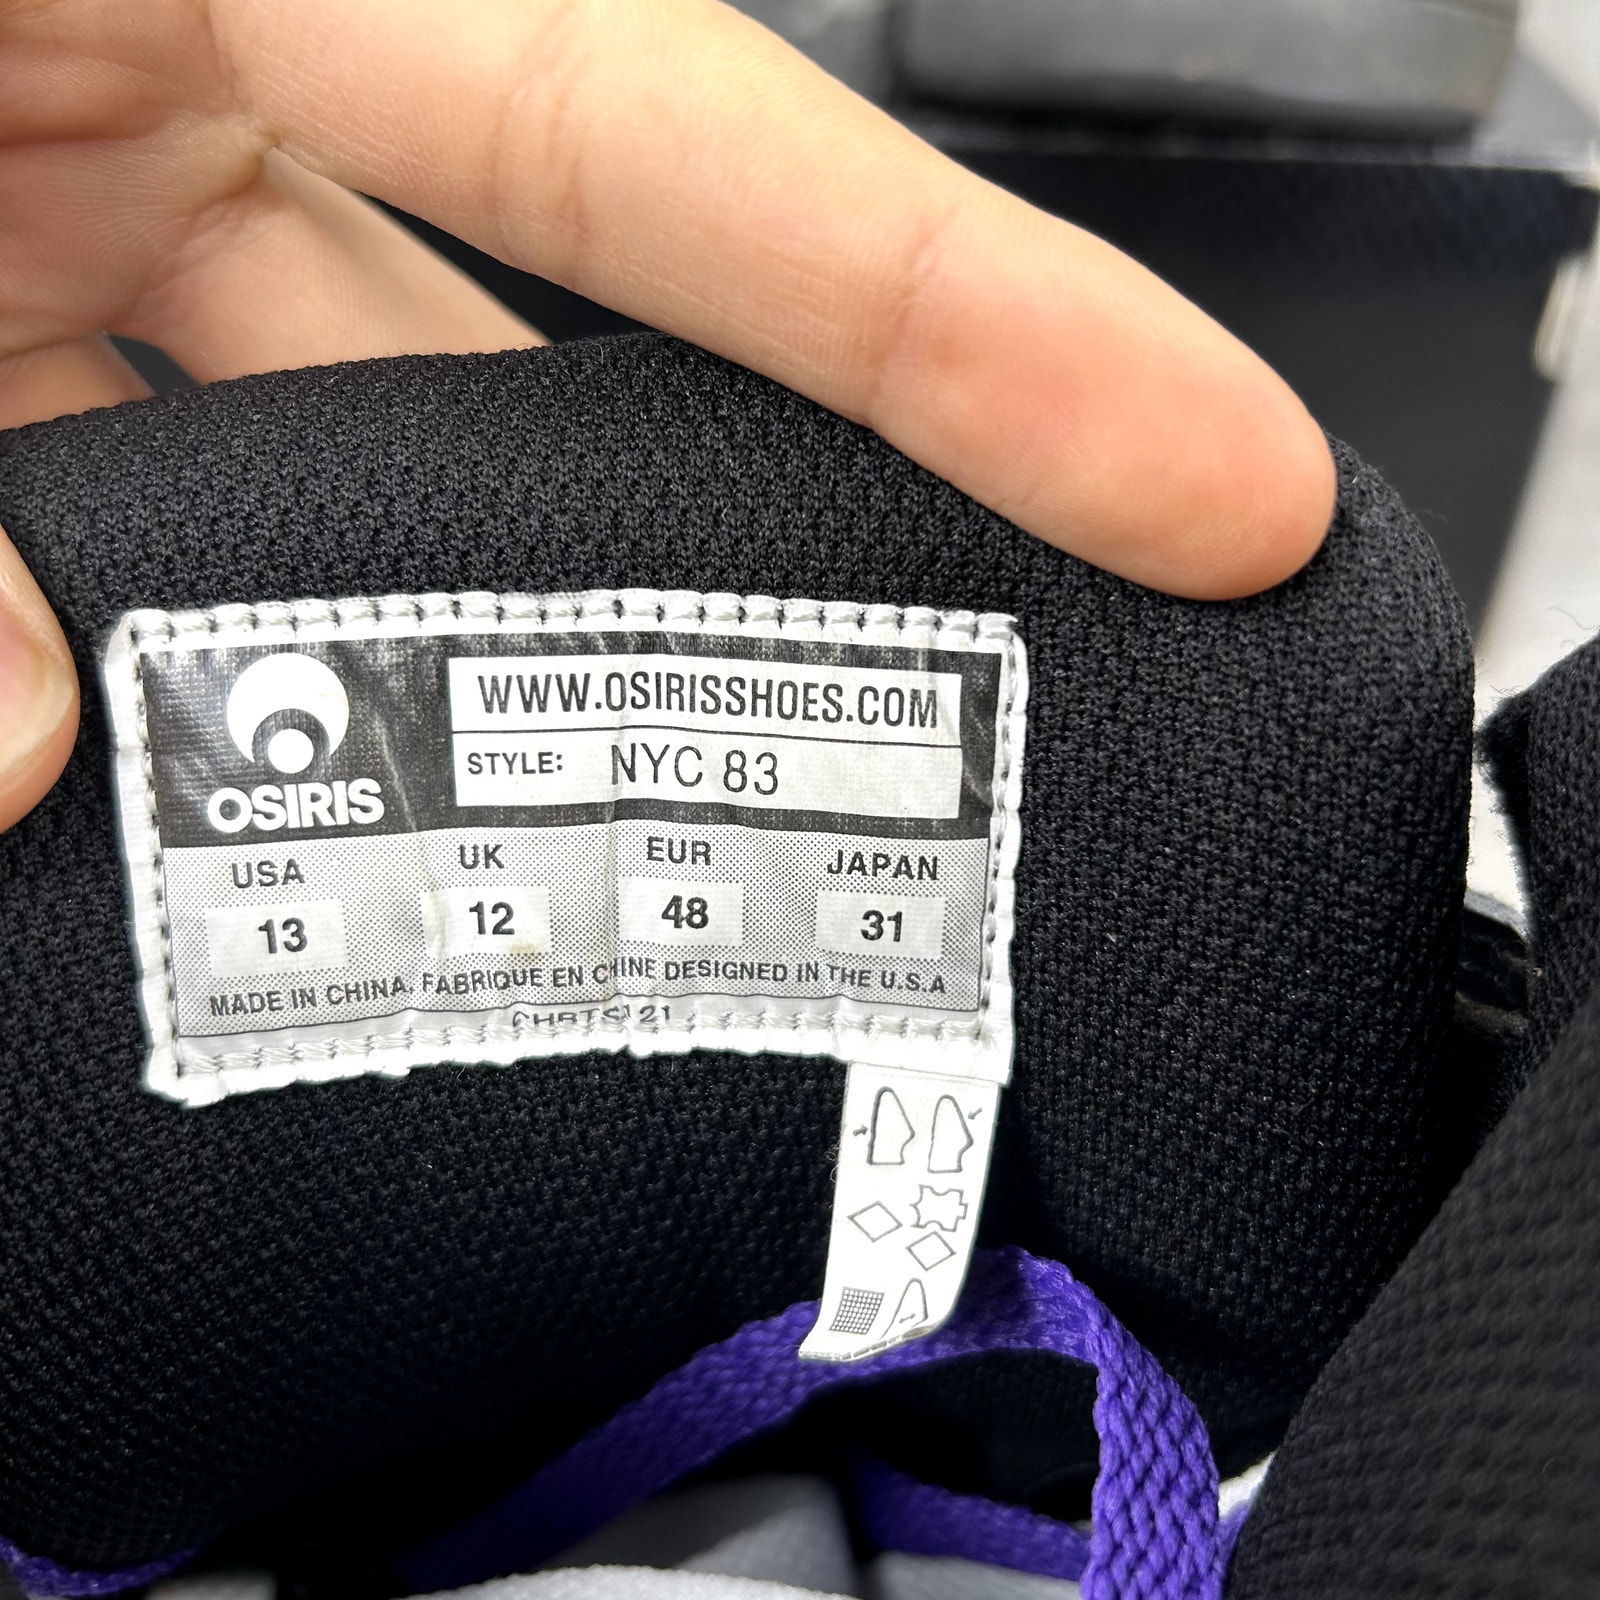 OSIRIS
WWW.OSIRISSHOES.COM
STYLE: NYC 83
USA UK EUR JAPAN
13 12 48 31
MADE IN CHINA. FABRIQUE EN CHINE DESIGNED IN THE U.S.A